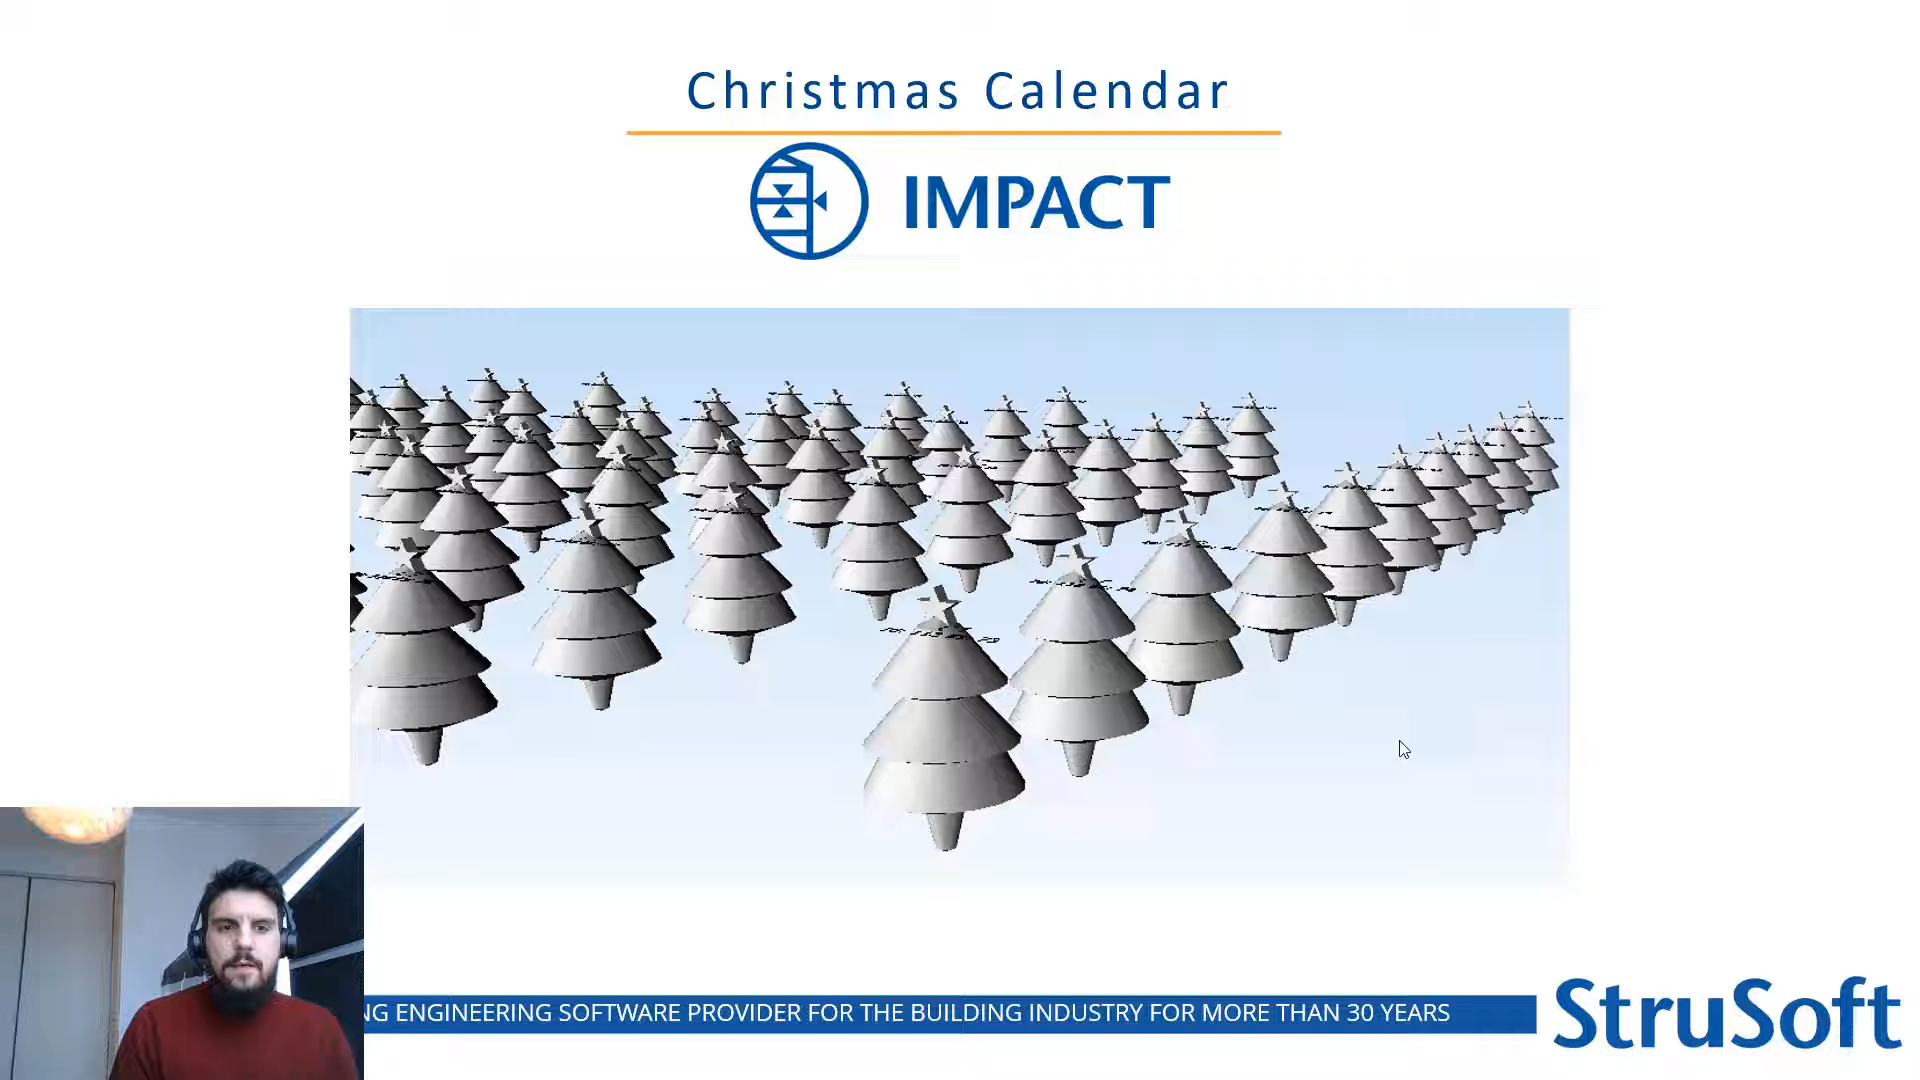 Christmas Calendar
IMPACT
NG ENGINEERING SOFTWARE PROVIDER FOR THE BUILDING INDUSTRY FOR MORE THAN 30 YEARS
StruSoft